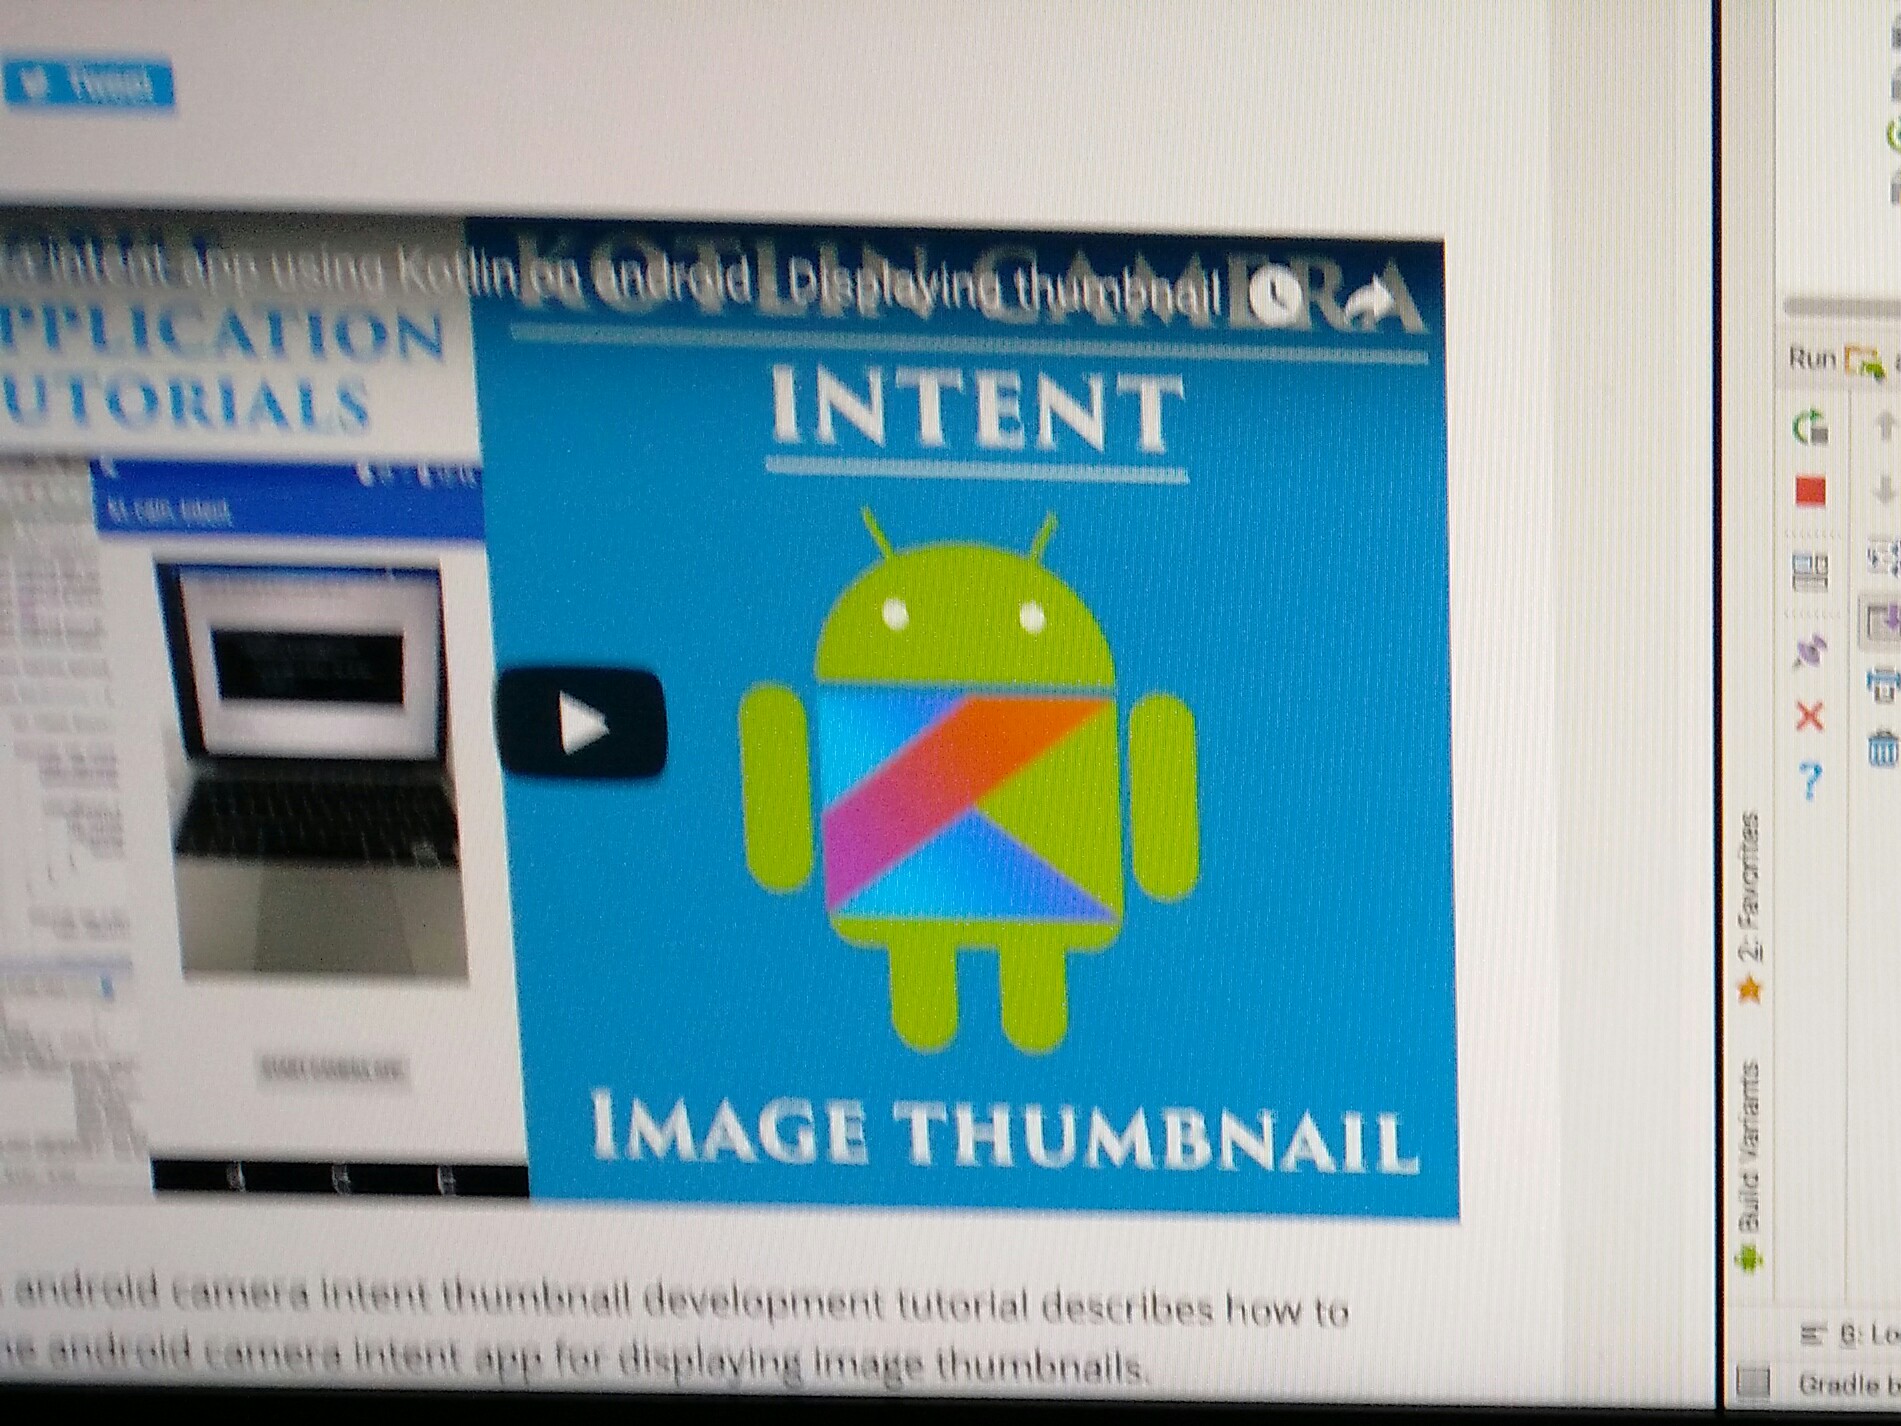 Tweet
intent app using Kotlin on android. Displaying thumbnail
KOTLIN CAMERA
PPLICATION
UTORIALS
INTENT
IMAGE THUMBNAIL
android camera intent thumbnail development tutorial describes how to
android camera intent app for displaying image thumbnails.
Run
?
2: Favorites
Build Variants
6: Lo
Gradle b